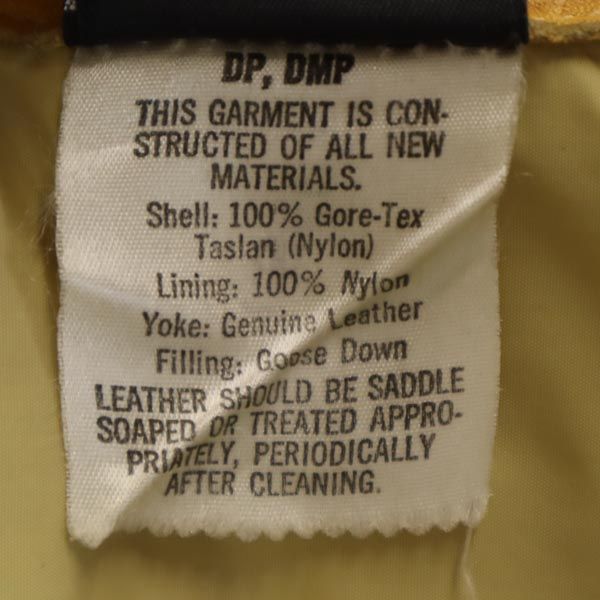 DP, DMP
THIS GARMENT IS CON-
STRUCTED OF ALL NEW
MATERIALS.
Shell: 100% Gore-Tex
Taslan (Nylon)
Lining: 100% Nylon
Yoke: Genuine Leather
Filling: Goose Down
LEATHER SHOULD BE SADDLE
SOAPED OR TREATED APPRO-
PRIATELY, PERIODICALLY
AFTER CLEANING.